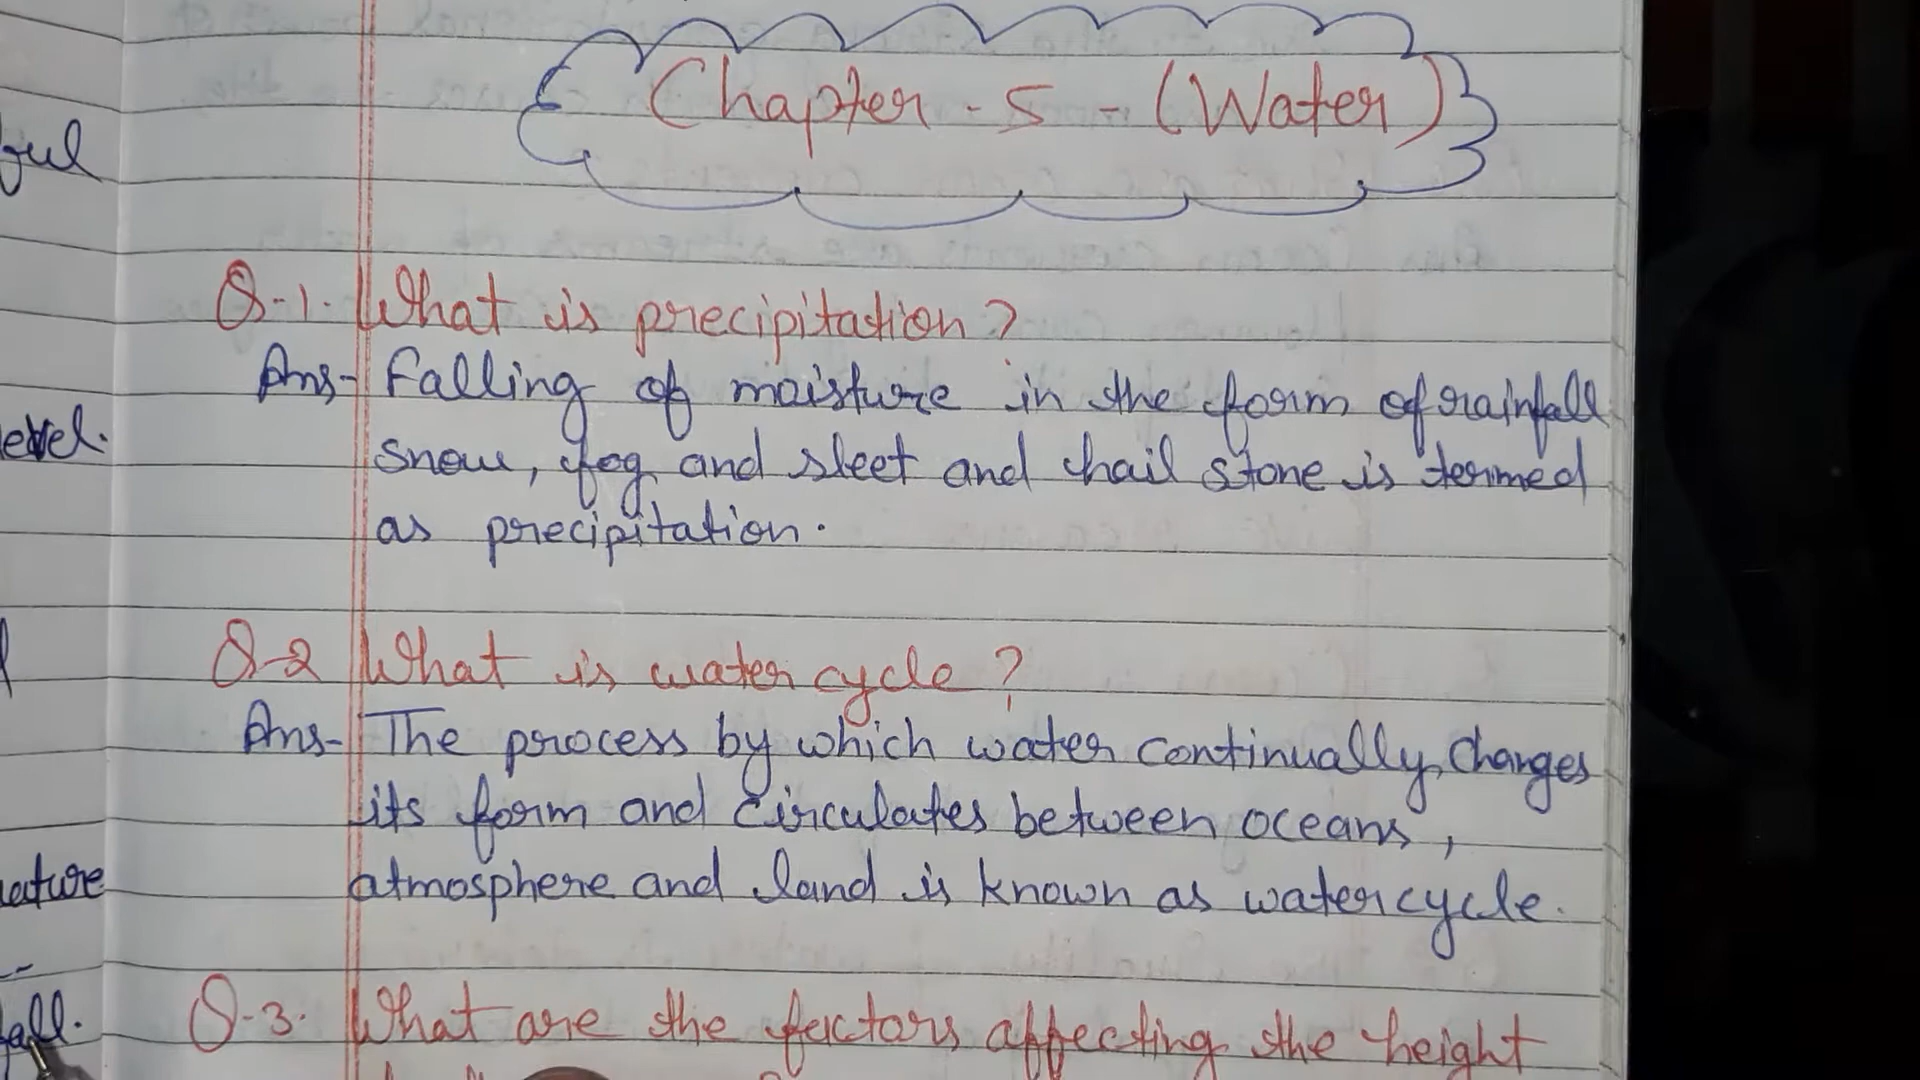 Chapter - 5 - (Water)
Q-1. What is precipitation?
Ans- Falling of moisture in the form of rainfall
snow, fog and sleet and hail stone is termed
as precipitation.
Q-2 What is water cycle?
Ans- The process by which water continually, changes
its form and circulates between oceans,
atmosphere and land is known as water cycle.
Q-3. What are the factors affecting the height